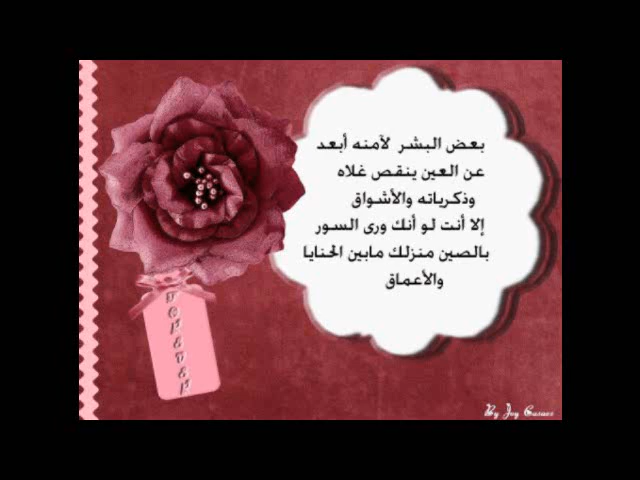 بعض البشر لآمنه أبعد
عن العين ينقص غلاه
وذكرياته والأشواق
إلا أنت لو أنك ورى السور
بالصين منزلك مابين الحنايا
والأعماق
Forever
By Joy